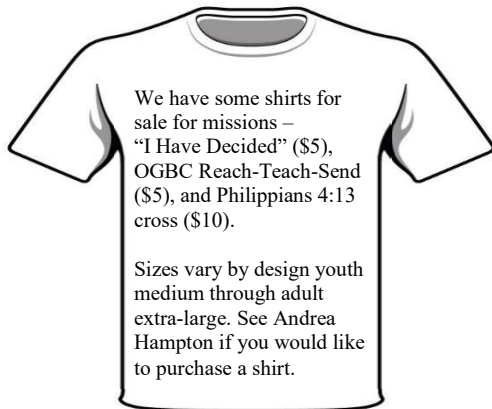 We have some shirts for
sale for missions –
“I Have Decided” ($5),
OGBC Reach-Teach-Send
($5), and Philippians 4:13
cross ($10).
Sizes vary by design youth
medium through adult
extra-large. See Andrea
Hampton if you would like
to purchase a shirt.